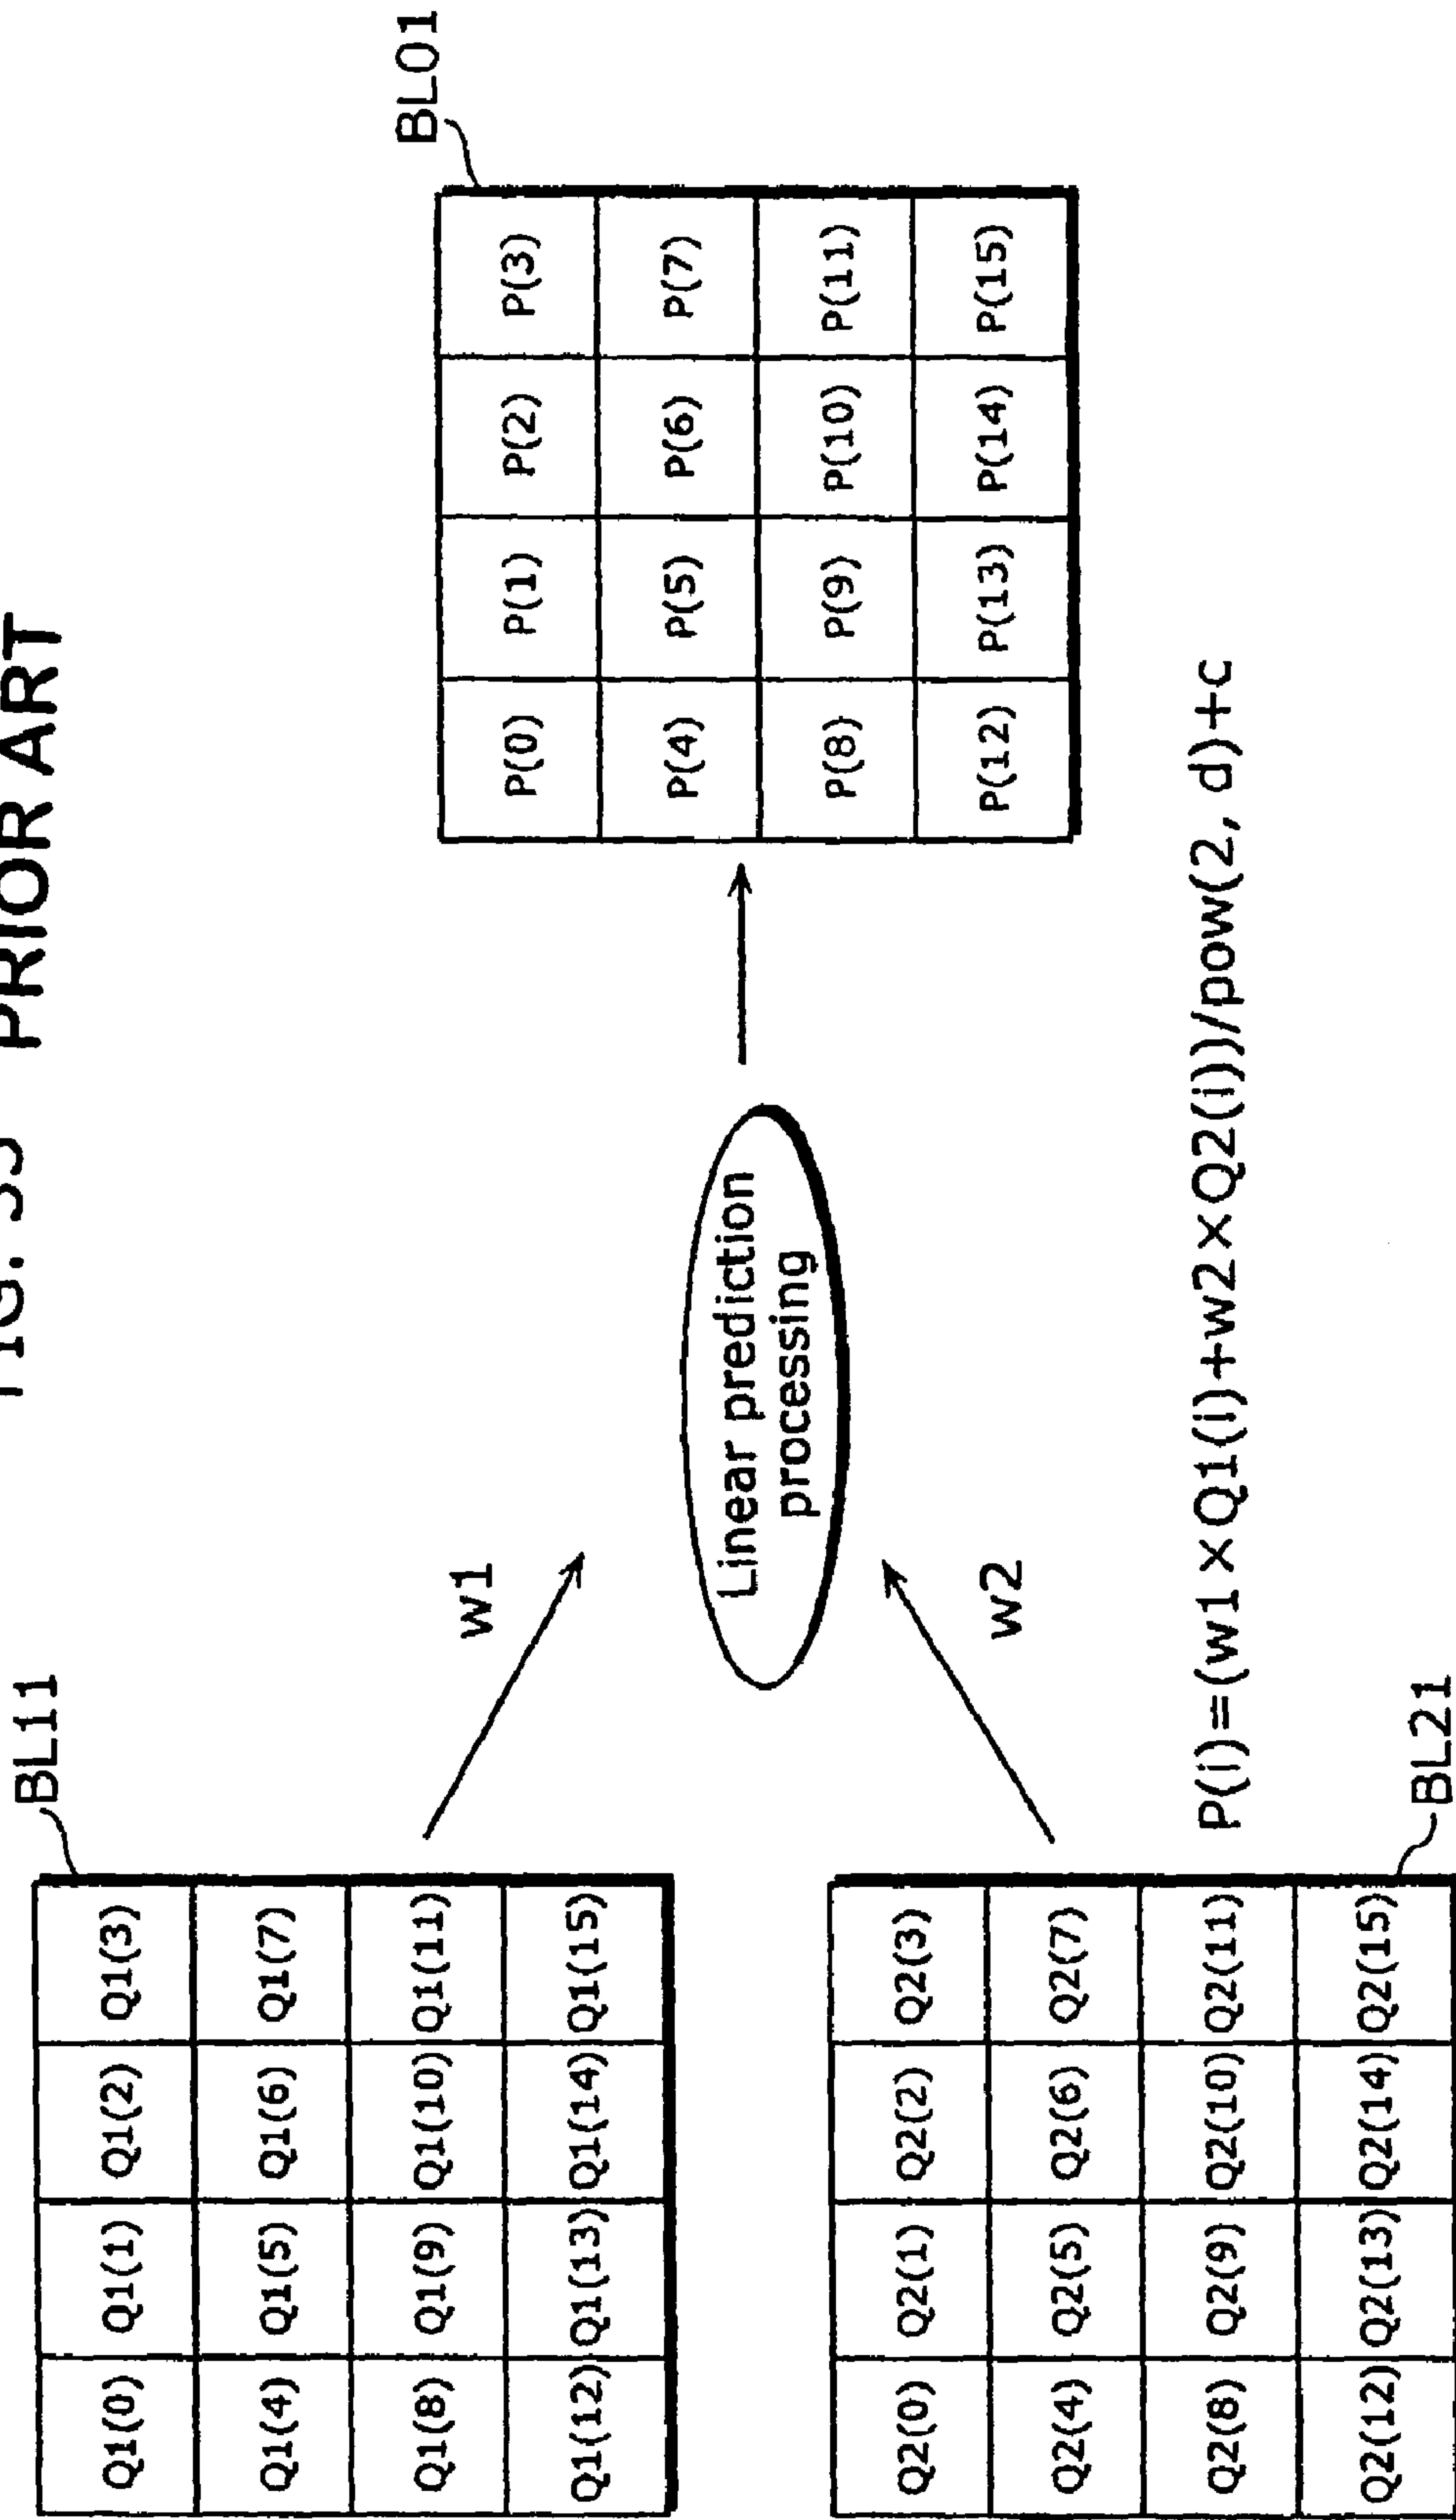 FIG. 35 PRIOR ART
BL11
Q1(0) Q1(1) Q1(2) Q1(3)
Q1(4) Q1(5) Q1(6) Q1(7)
Q1(8) Q1(9) Q1(10) Q1(11)
Q1(12) Q1(13) Q1(14) Q1(15)
w1
Linear prediction
processing
w2
BL01
P(0) P(1) P(2) P(3)
P(4) P(5) P(6) P(7)
P(8) P(9) P(10) P(11)
P(12) P(13) P(14) P(15)
Q2(0) Q2(1) Q2(2) Q2(3)
Q2(4) Q2(5) Q2(6) Q2(7)
Q2(8) Q2(9) Q2(10) Q2(11)
Q2(12) Q2(13) Q2(14) Q2(15)
P(i)=(w1×Q1(i)+w2×Q2(i))/pow(2, d)+c
BL21